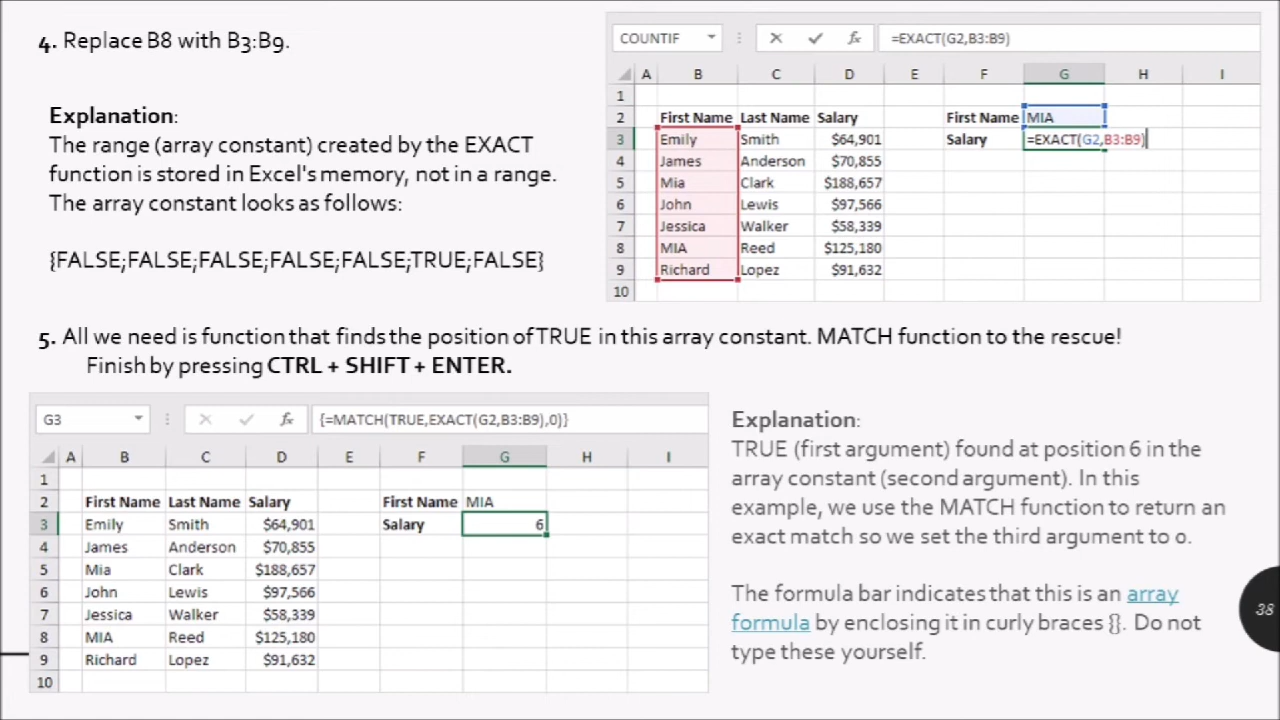 4. Replace B8 with B3:B9.
Explanation:
The range (array constant) created by the EXACT
function is stored in Excel's memory, not in a range.
The array constant looks as follows:
{FALSE;FALSE;FALSE;FALSE;FALSE;TRUE;FALSE}
COUNTIF =EXACT(G2,B3:B9)
A B C D E F G H I
1
2 First Name Last Name Salary First Name MIA
3 Emily Smith $64,901 Salary =EXACT(G2,B3:B9)
4 James Anderson $70,855
5 Mia Clark $188,657
6 John Lewis $97,566
7 Jessica Walker $58,339
8 MIA Reed $125,180
9 Richard Lopez $91,632
10
5. All we need is function that finds the position of TRUE in this array constant. MATCH function to the rescue!
Finish by pressing CTRL + SHIFT + ENTER.
G3 fx {=MATCH(TRUE,EXACT(G2,B3:B9),0)}
A B C D E F G H I
1
2 First Name Last Name Salary First Name MIA
3 Emily Smith $64,901 Salary 6
4 James Anderson $70,855
5 Mia Clark $188,657
6 John Lewis $97,566
7 Jessica Walker $58,339
8 MIA Reed $125,180
9 Richard Lopez $91,632
10
Explanation:
TRUE (first argument) found at position 6 in the
array constant (second argument). In this
example, we use the MATCH function to return an
exact match so we set the third argument to 0.
The formula bar indicates that this is an array
formula by enclosing it in curly braces {}. Do not
type these yourself.
38